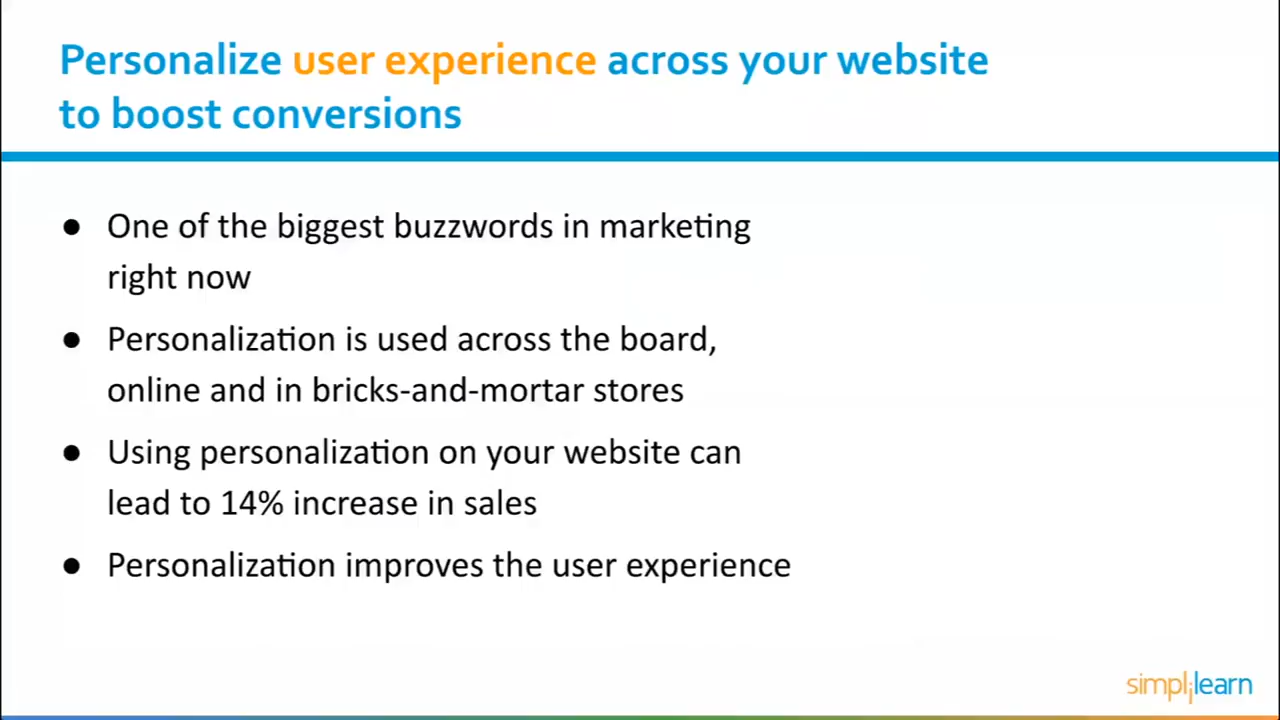 Personalize user experience across your website
to boost conversions
● One of the biggest buzzwords in marketing
right now
● Personalization is used across the board,
online and in bricks-and-mortar stores
● Using personalization on your website can
lead to 14% increase in sales
● Personalization improves the user experience
simplilearn